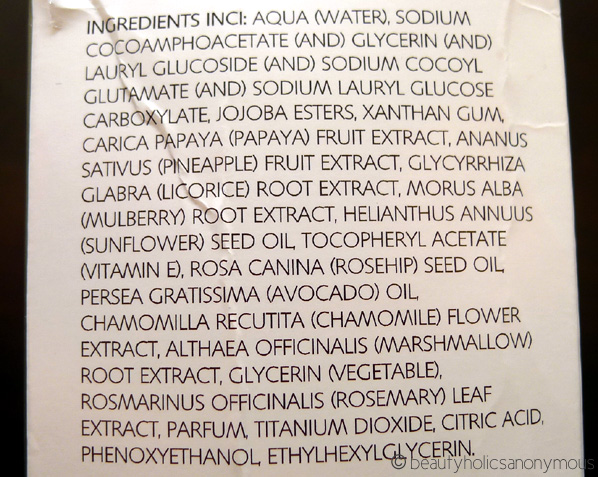 INGREDIENTS INCI: AQUA (WATER), SODIUM
COCOAMPHOACETATE (AND) GLYCERIN (AND)
LAURYL GLUCOSIDE (AND) SODIUM COCOYL
GLUTAMATE (AND) SODIUM LAURYL GLUCOSE
CARBOXYLATE, JOJOBA ESTERS, XANTHAN GUM,
CARICA PAPAYA (PAPAYA) FRUIT EXTRACT, ANANUS
SATIVUS (PINEAPPLE) FRUIT EXTRACT, GLYCYRRHIZA
GLABRA (LICORICE) ROOT EXTRACT, MORUS ALBA
(MULBERRY) ROOT EXTRACT, HELIANTHUS ANNUUS
(SUNFLOWER) SEED OIL, TOCOPHERYL ACETATE
(VITAMIN E), ROSA CANINA (ROSEHIP) SEED OIL,
PERSEA GRATISSIMA (AVOCADO) OIL,
CHAMOMILLA RECUTITA (CHAMOMILE) FLOWER
EXTRACT, ALTHAEA OFFICINALIS (MARSHMALLOW)
ROOT EXTRACT, GLYCERIN (VEGETABLE),
ROSMARINUS OFFICINALIS (ROSEMARY) LEAF
EXTRACT, PARFUM, TITANIUM DIOXIDE, CITRIC ACID,
PHENOXYETHANOL, ETHYLHEXYLGLYCERIN.
© beautyholicsanonymous